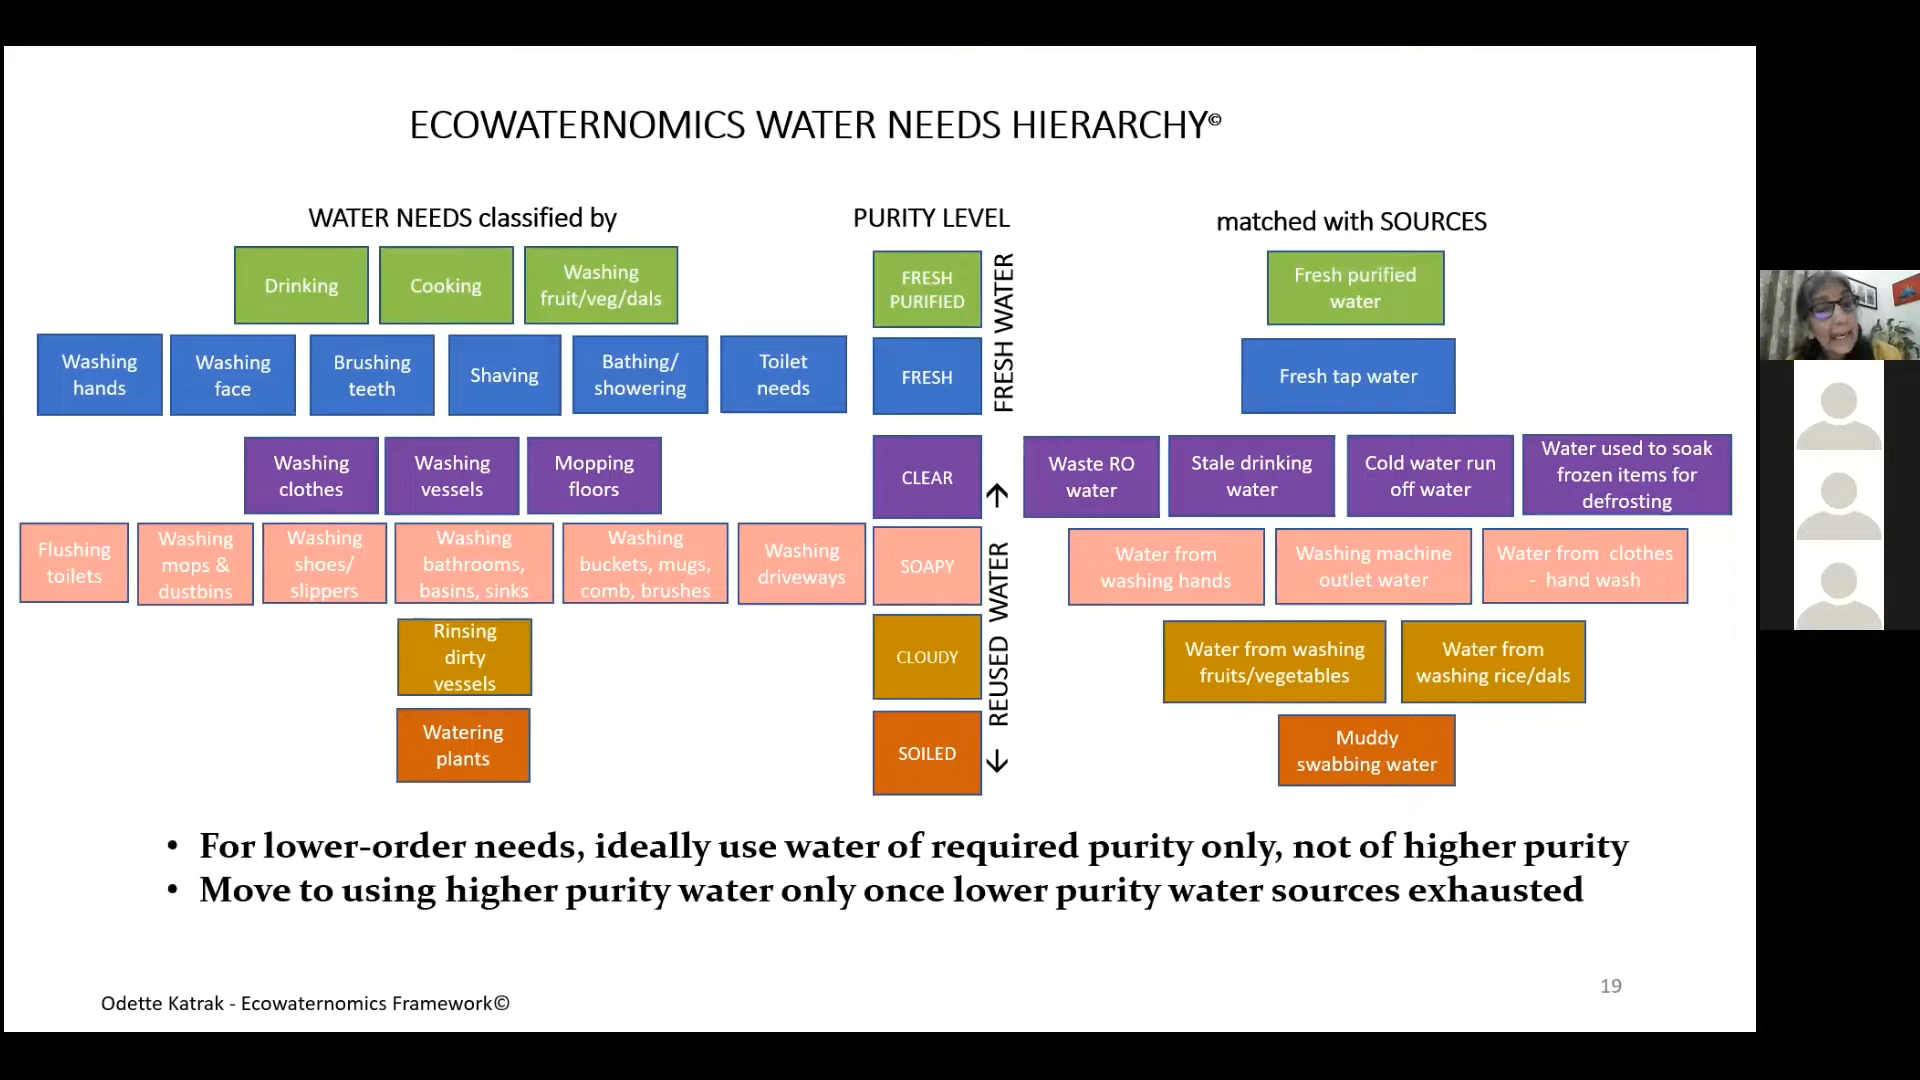 ECOWATERNOMICS WATER NEEDS HIERARCHY©
WATER NEEDS classified by
PURITY LEVEL
matched with SOURCES
Drinking
Cooking
Washing
fruit/veg/dals
FRESH
PURIFIED
FRESH WATER
Fresh purified
water
Washing
hands
Washing
face
Brushing
teeth
Shaving
Bathing/
showering
Toilet
needs
FRESH
Fresh tap water
Washing
clothes
Washing
vessels
Mopping
floors
CLEAR
Waste RO
water
Stale drinking
water
Cold water run
off water
Water used to soak
frozen items for
defrosting
Flushing
toilets
Washing
mops &
dustbins
Washing
shoes/
slippers
Washing
bathrooms,
basins, sinks
Washing
buckets, mugs,
comb, brushes
Washing
driveways
SOAPY
← REUSED WATER →
Water from
washing hands
Washing machine
outlet water
Water from clothes
- hand wash
Rinsing
dirty
vessels
CLOUDY
Water from washing
fruits/vegetables
Water from
washing rice/dals
Watering
plants
SOILED
Muddy
swabbing water
• For lower-order needs, ideally use water of required purity only, not of higher purity
• Move to using higher purity water only once lower purity water sources exhausted
Odette Katrak - Ecowaternomics Framework©
19